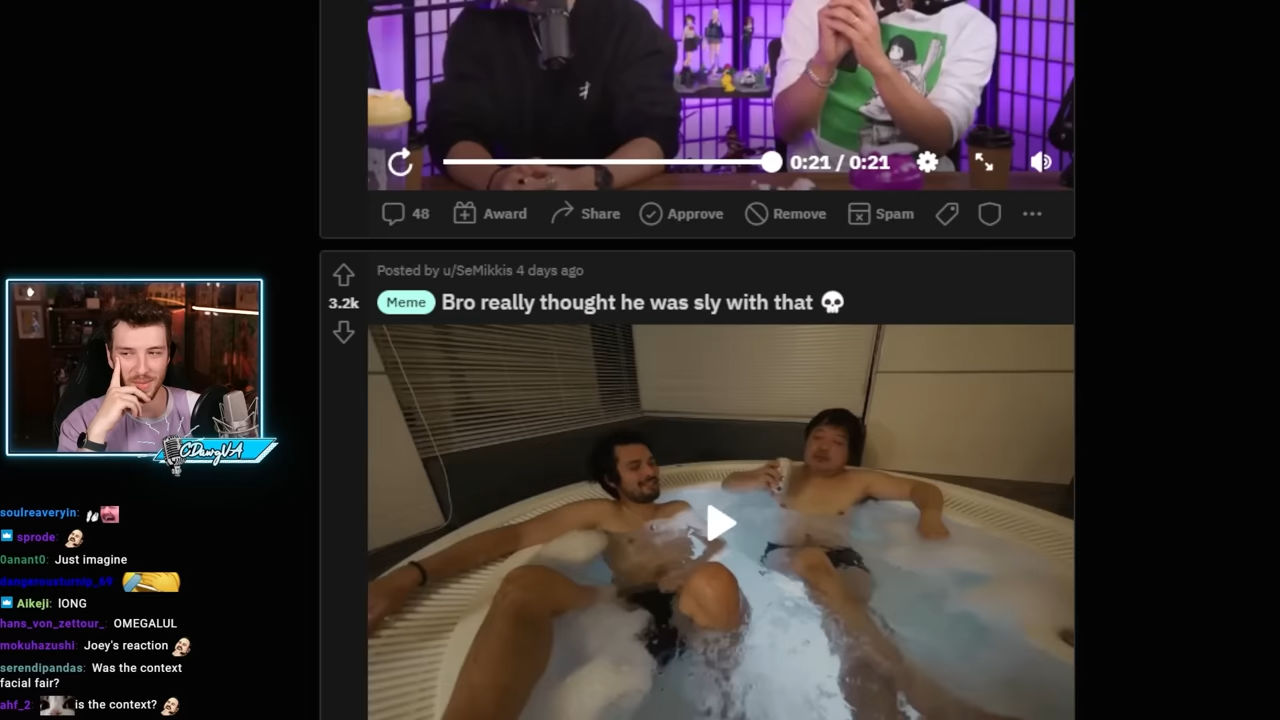 0:21 / 0:21
48 Award Share Approve Remove Spam
Posted by u/SeMikkis 4 days ago
3.2k
Meme Bro really thought he was sly with that 💀
CDawgVA
soulreaveryin:
sprode:
0anant0: Just imagine
dangerousturnip_69
Aikeji: IONG
hans_von_zettour_: OMEGALUL
mokuhazushi: Joey's reaction
serendipandas: Was the context
facial fair?
ahf_2: is the context?